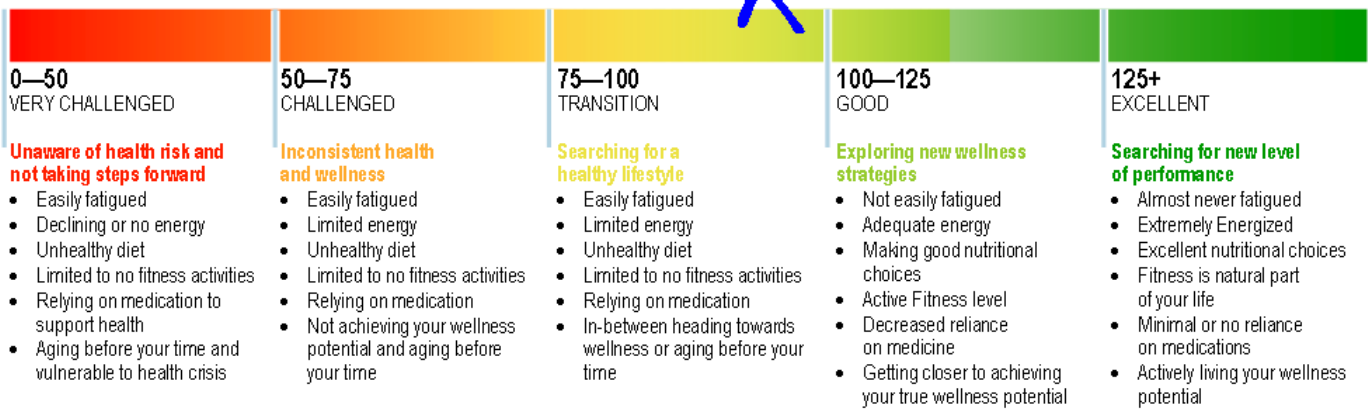 0—50
VERY CHALLENGED
Unaware of health risk and
not taking steps forward
• Easily fatigued
• Declining or no energy
• Unhealthy diet
• Limited to no fitness activities
• Relying on medication to
support health
• Aging before your time and
vulnerable to health crisis
50—75
CHALLENGED
Inconsistent health
and wellness
• Easily fatigued
• Limited energy
• Unhealthy diet
• Limited to no fitness activities
• Relying on medication
• Not achieving your wellness
potential and aging before
your time
75—100
TRANSITION
Searching for a
healthy lifestyle
• Easily fatigued
• Limited energy
• Unhealthy diet
• Limited to no fitness activities
• Relying on medication
• In-between heading towards
wellness or aging before your
time
100—125
GOOD
Exploring new wellness
strategies
• Not easily fatigued
• Adequate energy
• Making good nutritional
choices
• Active Fitness level
• Decreased reliance
on medicine
• Getting closer to achieving
your true wellness potential
125+
EXCELLENT
Searching for new level
of performance
• Almost never fatigued
• Extremely Energized
• Excellent nutritional choices
• Fitness is natural part
of your life
• Minimal or no reliance
on medications
• Actively living your wellness
potential